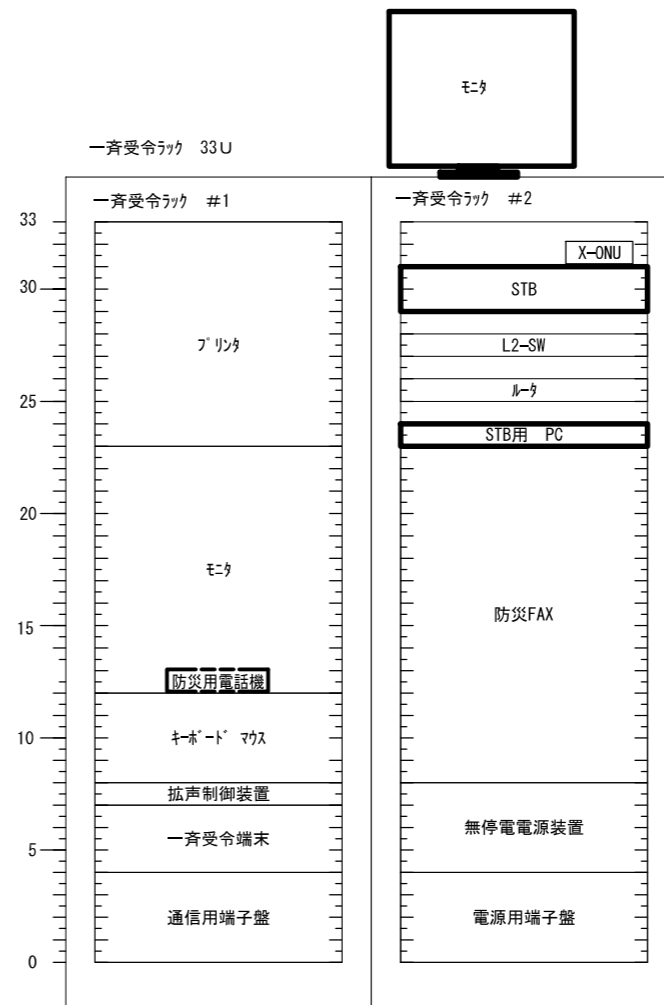 モニタ
一斉受令ラック 33U
一斉受令ラック #1
一斉受令ラック #2
33
X-ONU
30
STB
プリンタ
L2-SW
ルータ
25
STB用 PC
20
モニタ
防災FAX
15
防災用電話機
10
キーボード マウス
拡声制御装置
無停電電源装置
一斉受令端末
5
通信用端子盤
電源用端子盤
0